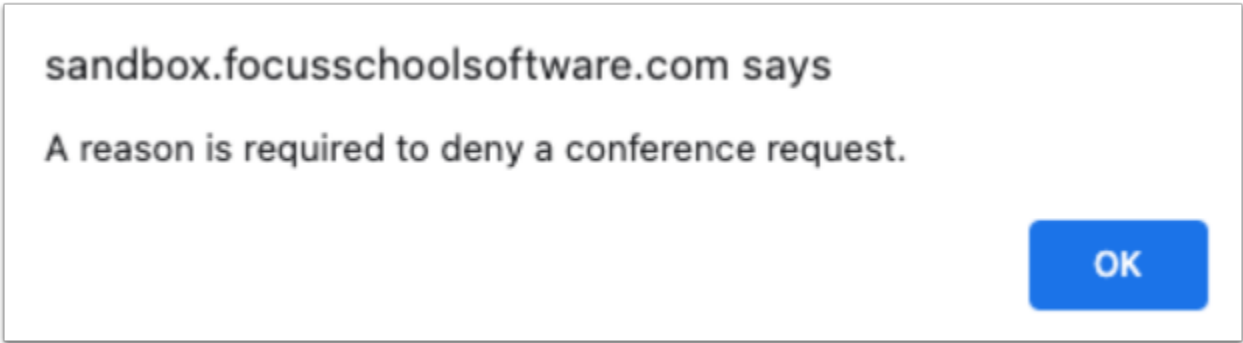 sandbox.focusschoolsoftware.com says
A reason is required to deny a conference request.
OK